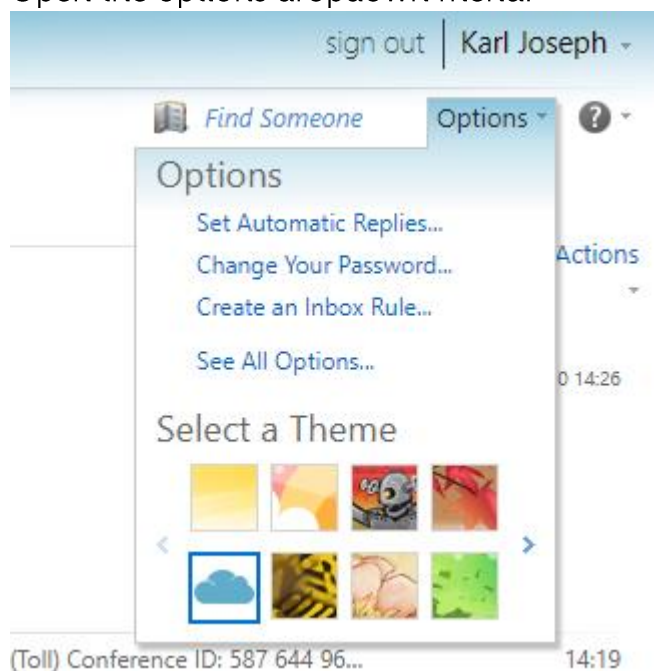 Open the options dropdown menu.
sign out | Karl Joseph
Find Someone Options ?
Options
Set Automatic Replies...
Change Your Password...
Actions
Create an Inbox Rule...
See All Options...
0 14:26
Select a Theme
(Toll) Conference ID: 587 644 96... 14:19